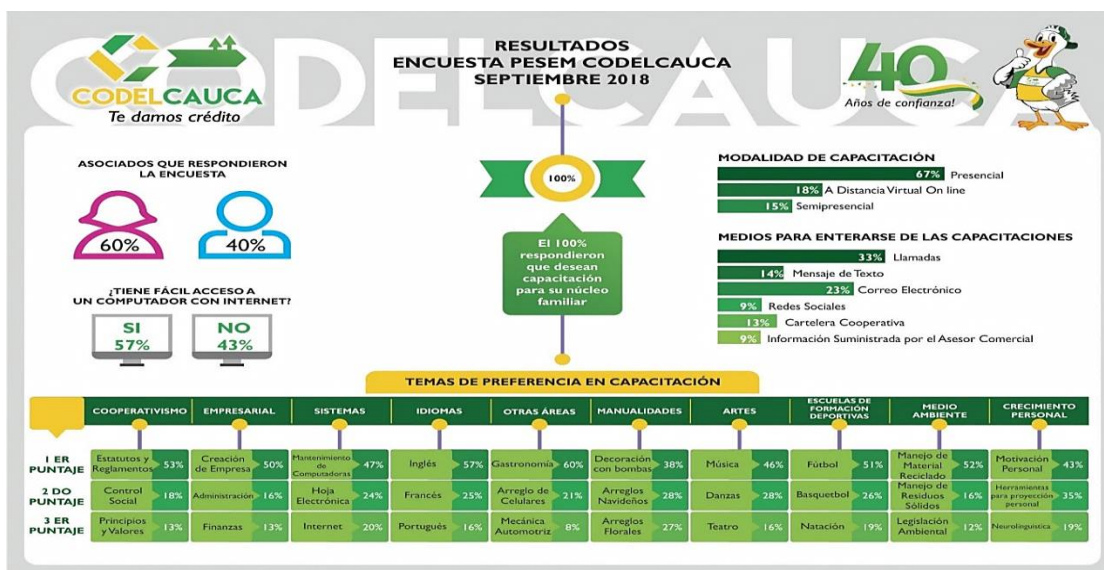 CODELCAUCA
RESULTADOS
ENCUESTA PESEM CODELCAUCA
SEPTIEMBRE 2018
CODELCAUCA
Te damos crédito
40
Años de confianza!
ASOCIADOS QUE RESPONDIERON
LA ENCUESTA
60%
40%
¿TIENE FÁCIL ACCESO A
UN COMPUTADOR CON INTERNET?
SI
57%
NO
43%
100%
El 100%
respondieron
que desean
capacitación
para su núcleo
familiar
MODALIDAD DE CAPACITACIÓN
67% Presencial
18% A Distancia Virtual On line
15% Semipresencial
MEDIOS PARA ENTERARSE DE LAS CAPACITACIONES
33% Llamadas
14% Mensaje de Texto
23% Correo Electrónico
9% Redes Sociales
13% Cartelera Cooperativa
9% Información Suministrada por el Asesor Comercial
TEMAS DE PREFERENCIA EN CAPACITACIÓN
COOPERATIVISMO EMPRESARIAL SISTEMAS IDIOMAS OTRAS ÁREAS MANUALIDADES ARTES ESCUELAS DE FORMACIÓN DEPORTIVAS MEDIO AMBIENTE CRECIMIENTO PERSONAL
1 ER PUNTAJE Estatutos y Reglamentos 53% Creación de Empresa 50% Mantenimiento de Computadoras 47% Inglés 57% Gastronomía 60% Decoración con bombas 38% Música 46% Fútbol 51% Manejo de Material Reciclado 52% Motivación Personal 43%
2 DO PUNTAJE Control Social 18% Administración 16% Hoja Electrónica 24% Francés 25% Arreglo de Celulares 21% Arreglos Navideños 28% Danzas 28% Basquetbol 26% Manejo de Residuos Sólidos 16% Herramientas para proyección personal 35%
3 ER PUNTAJE Principios y Valores 13% Finanzas 13% Internet 20% Portugués 16% Mecánica Automotriz 8% Arreglos Florales 27% Teatro 16% Natación 19% Legislación Ambiental 12% Neurolinguistica 19%